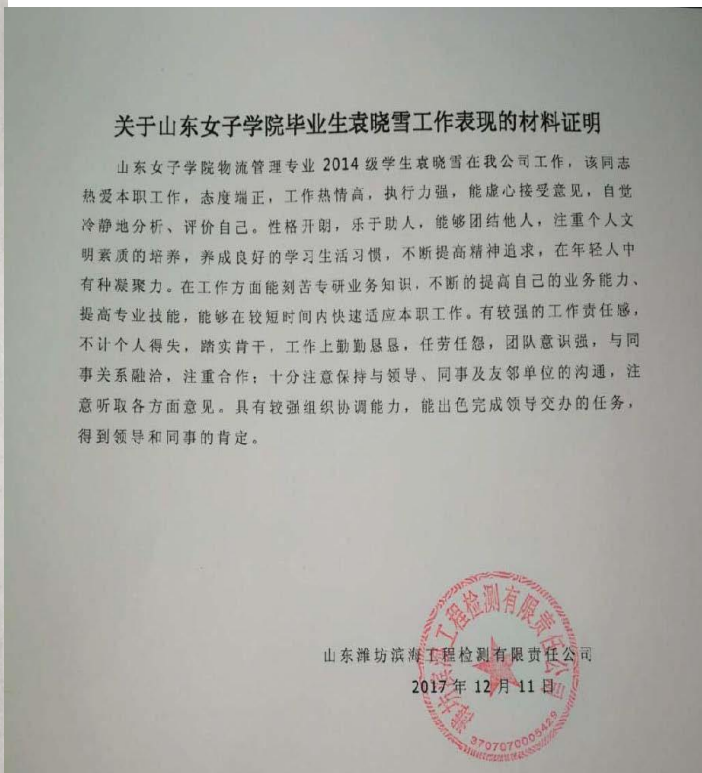 关于山东女子学院毕业生袁晓雪工作表现的材料证明
山东女子学院物流管理专业 2014 级学生袁晓雪在我公司工作，该同志
热爱本职工作，态度端正，工作热情高，执行力强，能虚心接受意见，自觉
冷静地分析、评价自己。性格开朗，乐于助人，能够团结他人，注重个人文
明素质的培养，养成良好的学习生活习惯，不断提高精神追求，在年轻人中
有种凝聚力。在工作方面能刻苦专研业务知识，不断的提高自己的业务能力、
提高专业技能，能够在较短时间内快速适应本职工作。有较强的工作责任感，
不计个人得失，踏实肯干，工作上勤勤恳恳，任劳任怨，团队意识强，与同
事关系融洽，注重合作；十分注意保持与领导、同事及友邻单位的沟通，注
意听取各方面意见。具有较强组织协调能力，能出色完成领导交办的任务，
得到领导和同事的肯定。
山东潍坊滨海工程检测有限责任公司
2017 年 12 月 11 日
潍坊滨海工程检测有限责任公司
3707070005429